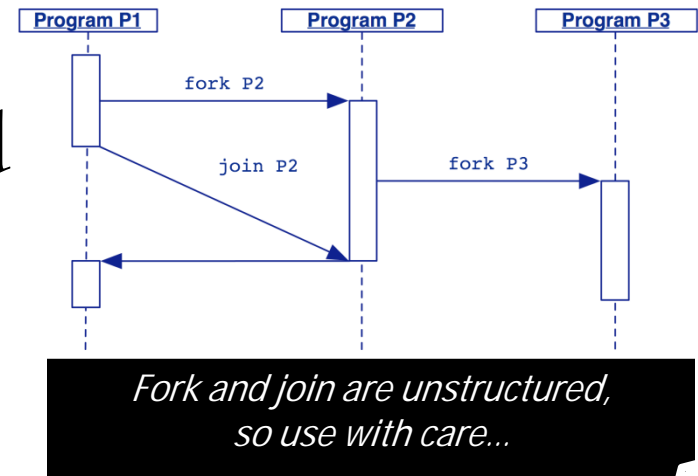 Program P1 Program P2 Program P3
fork P2
join P2 fork P3
Fork and join are unstructured,
so use with care...